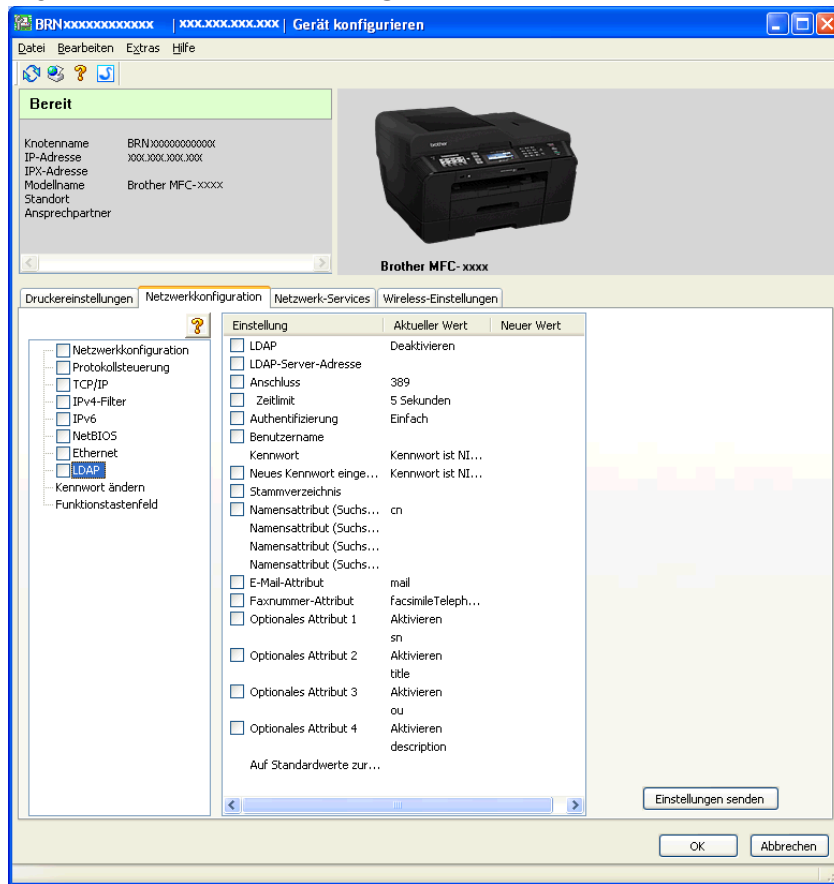 BRNxxxxxxxxxxxx | xxx.xxx.xxx.xxx | Gerät konfigurieren
Datei Bearbeiten Extras Hilfe
Bereit
Knotenname BRNxxxxxxxxxxxx
IP-Adresse xxx.xxx.xxx.xxx
IPX-Adresse
Modellname Brother MFC-xxxx
Standort
Ansprechpartner
brother
Brother MFC-xxxx
Druckereinstellungen Netzwerkkonfiguration Netzwerk-Services Wireless-Einstellungen
Netzwerkkonfiguration
Protokollsteuerung
TCP/IP
IPv4-Filter
IPv6
NetBIOS
Ethernet
LDAP
Kennwort ändern
Funktionstastenfeld
Einstellung Aktueller Wert Neuer Wert
LDAP Deaktivieren
LDAP-Server-Adresse
Anschluss 389
Zeitlimit 5 Sekunden
Authentifizierung Einfach
Benutzername
Kennwort Kennwort ist NI...
Neues Kennwort einge... Kennwort ist NI...
Stammverzeichnis
Namensattribut (Suchs... cn
Namensattribut (Suchs...
Namensattribut (Suchs...
Namensattribut (Suchs...
E-Mail-Attribut mail
Faxnummer-Attribut facsimileTeleph...
Optionales Attribut 1 Aktivieren
sn
Optionales Attribut 2 Aktivieren
title
Optionales Attribut 3 Aktivieren
ou
Optionales Attribut 4 Aktivieren
description
Auf Standardwerte zur...
Einstellungen senden
OK Abbrechen